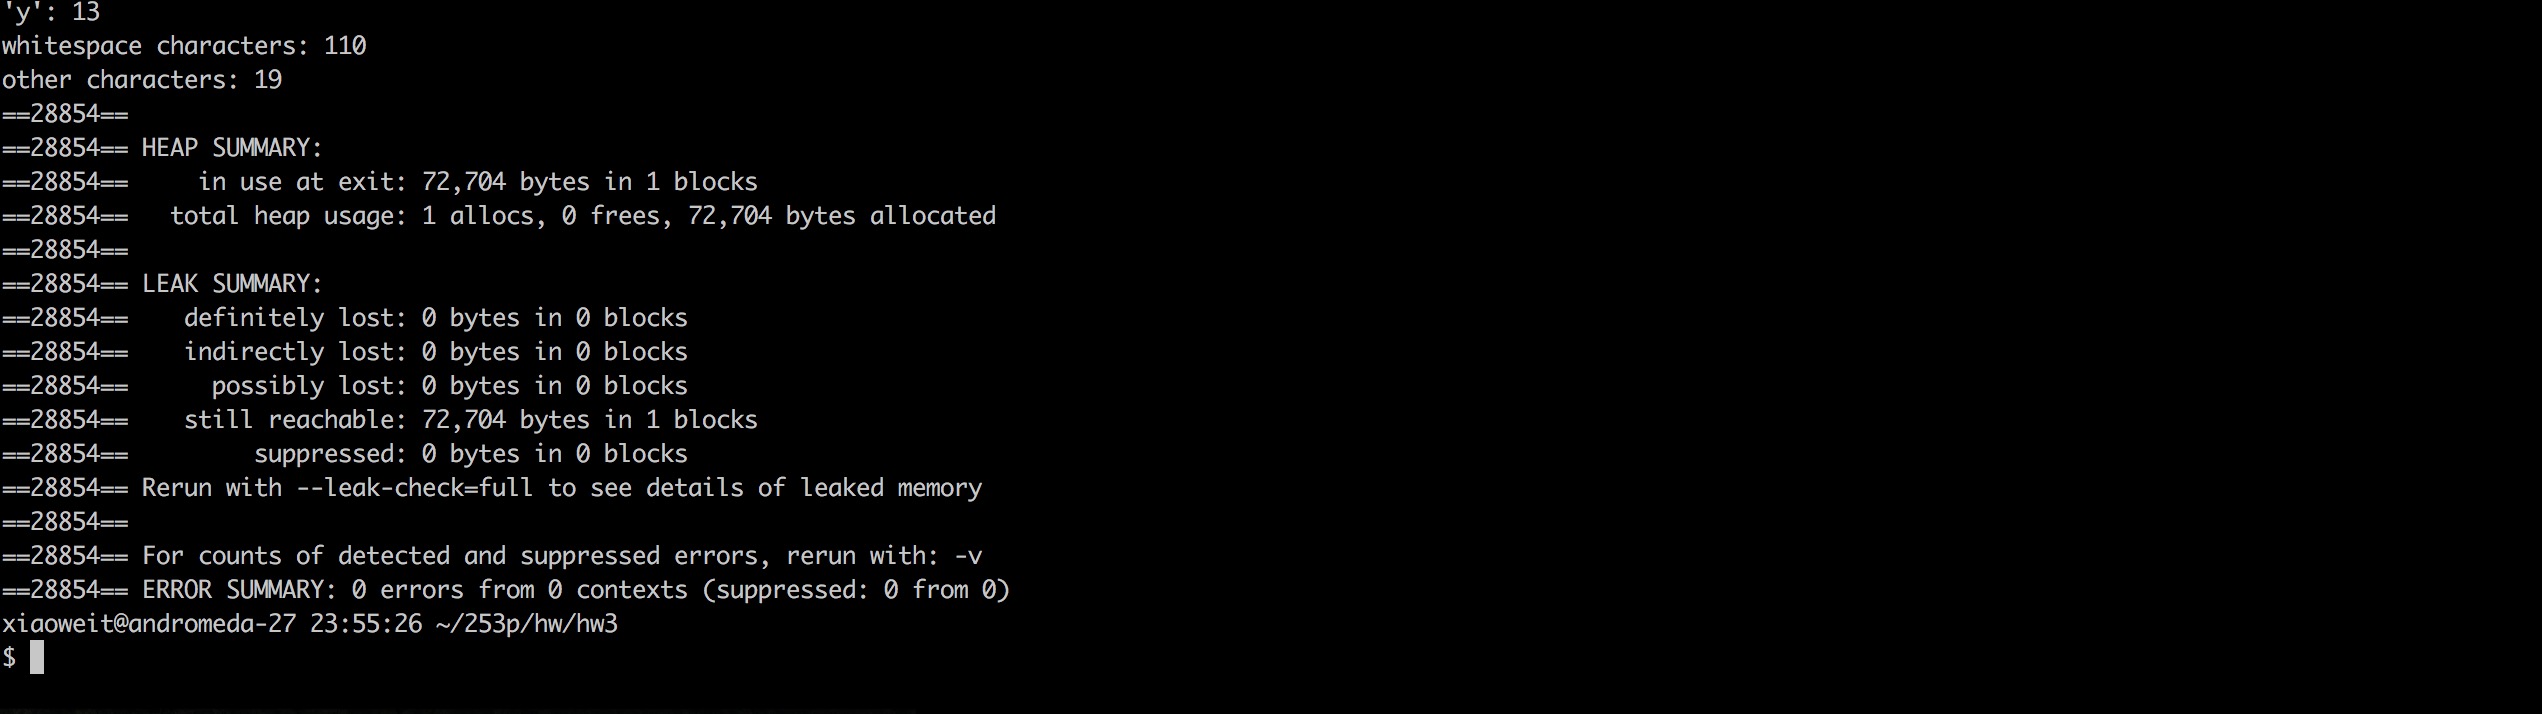 'y': 13
whitespace characters: 110
other characters: 19
==28854==
==28854== HEAP SUMMARY:
==28854==     in use at exit: 72,704 bytes in 1 blocks
==28854==   total heap usage: 1 allocs, 0 frees, 72,704 bytes allocated
==28854==
==28854== LEAK SUMMARY:
==28854==    definitely lost: 0 bytes in 0 blocks
==28854==    indirectly lost: 0 bytes in 0 blocks
==28854==      possibly lost: 0 bytes in 0 blocks
==28854==    still reachable: 72,704 bytes in 1 blocks
==28854==         suppressed: 0 bytes in 0 blocks
==28854== Rerun with --leak-check=full to see details of leaked memory
==28854==
==28854== For counts of detected and suppressed errors, rerun with: -v
==28854== ERROR SUMMARY: 0 errors from 0 contexts (suppressed: 0 from 0)
xiaoweit@andromeda-27 23:55:26 ~/253p/hw/hw3
$